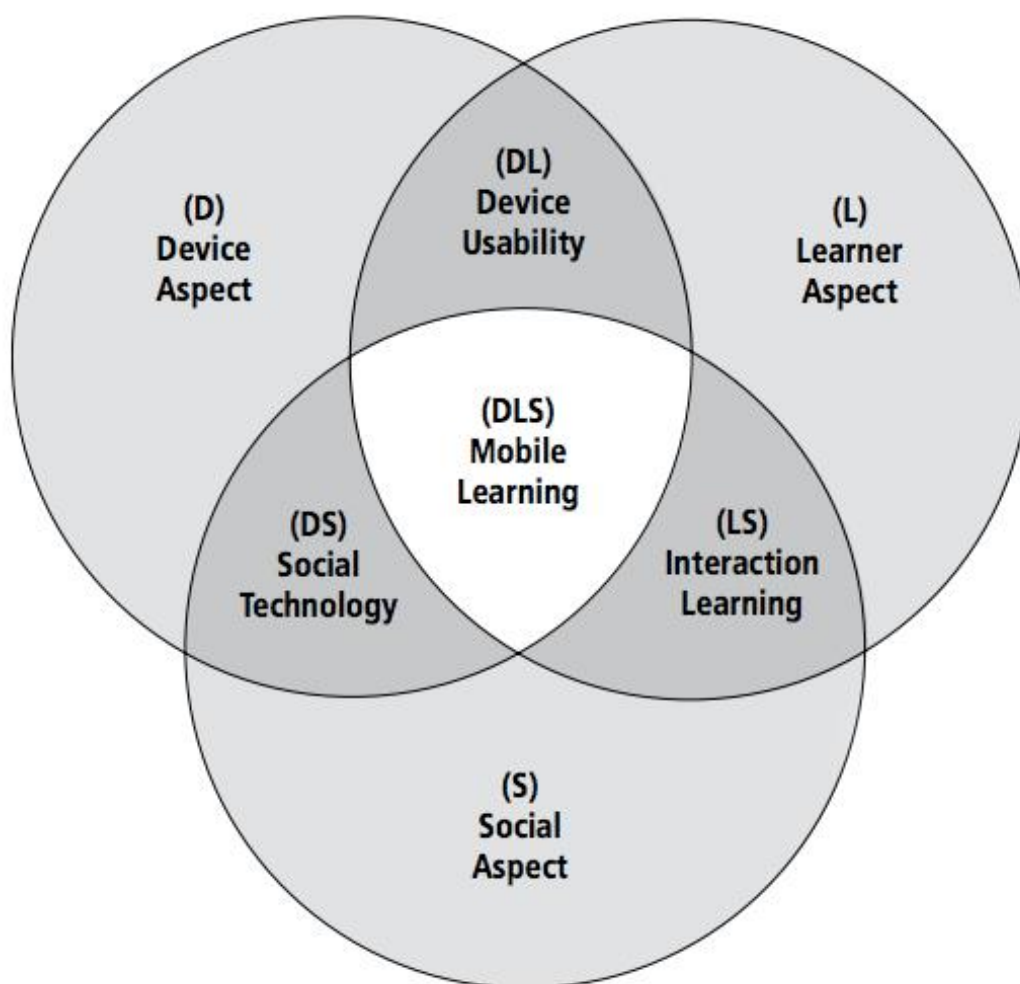 (DL)
Device
Usability
(D)
Device
Aspect
(L)
Learner
Aspect
(DLS)
Mobile
Learning
(DS)
Social
Technology
(LS)
Interaction
Learning
(S)
Social
Aspect